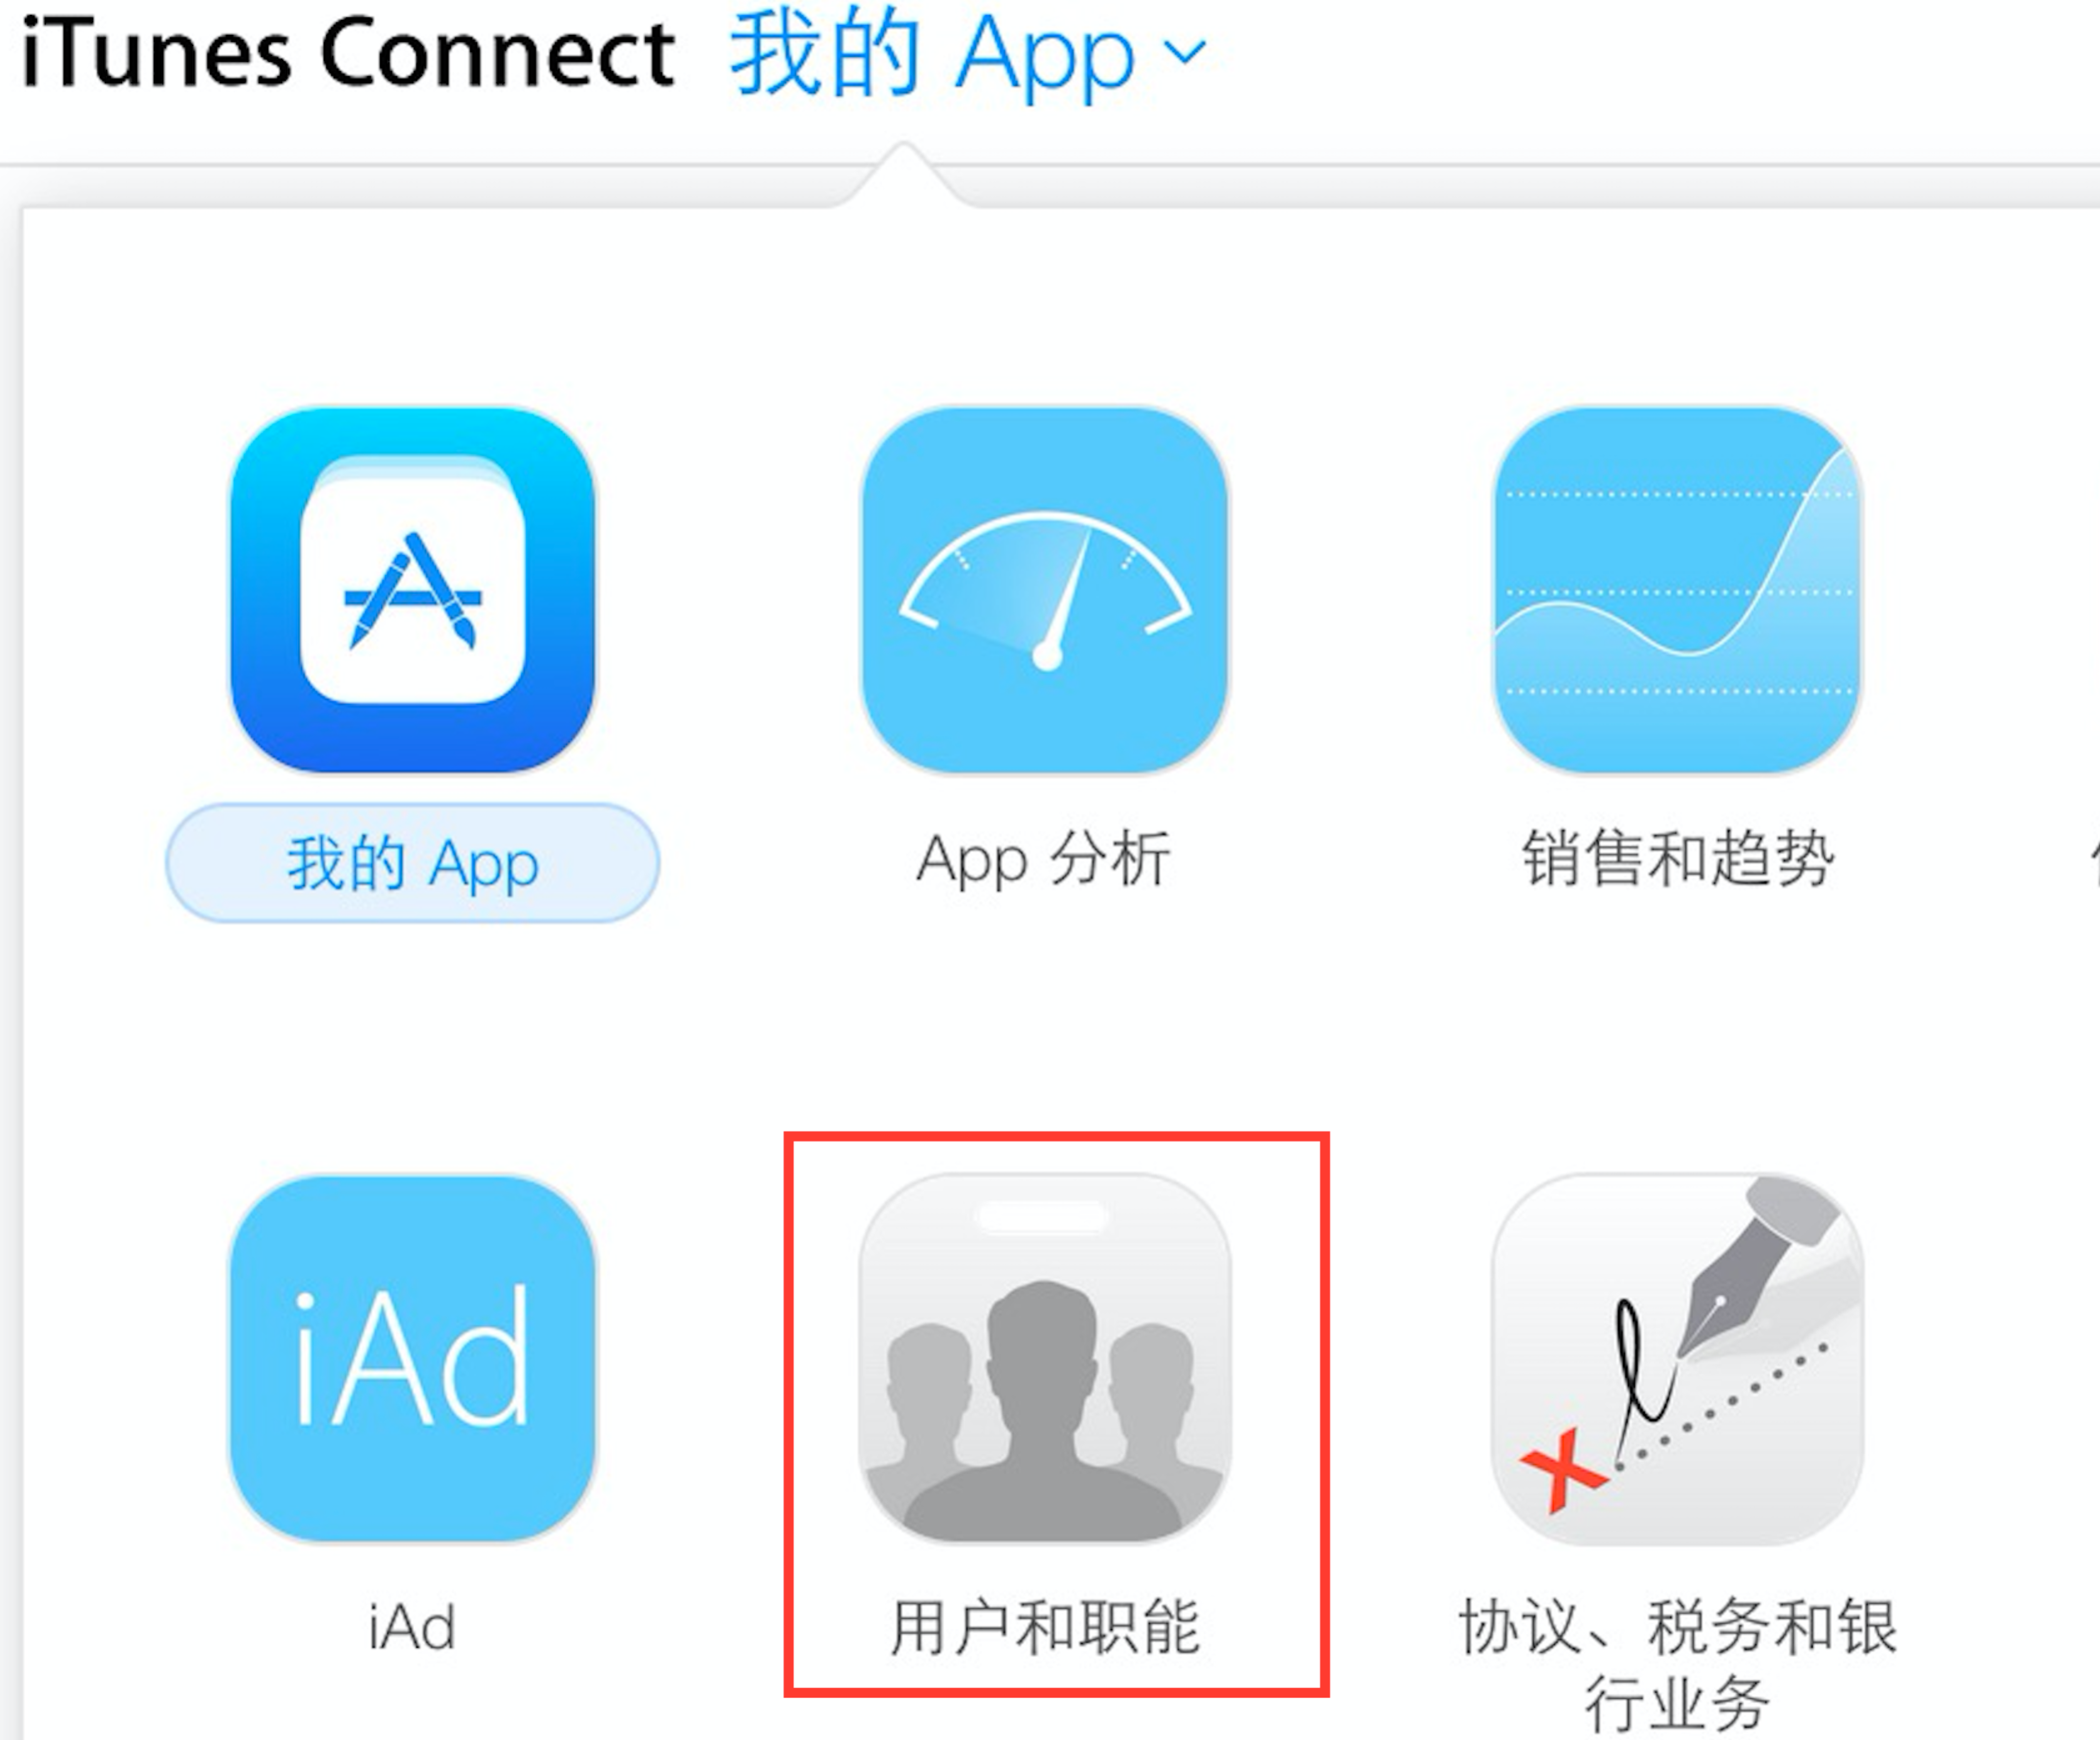 iTunes Connect 我的 App
我的 App
App 分析
销售和趋势
iAd
iAd
用户和职能
协议、税务和银
行业务